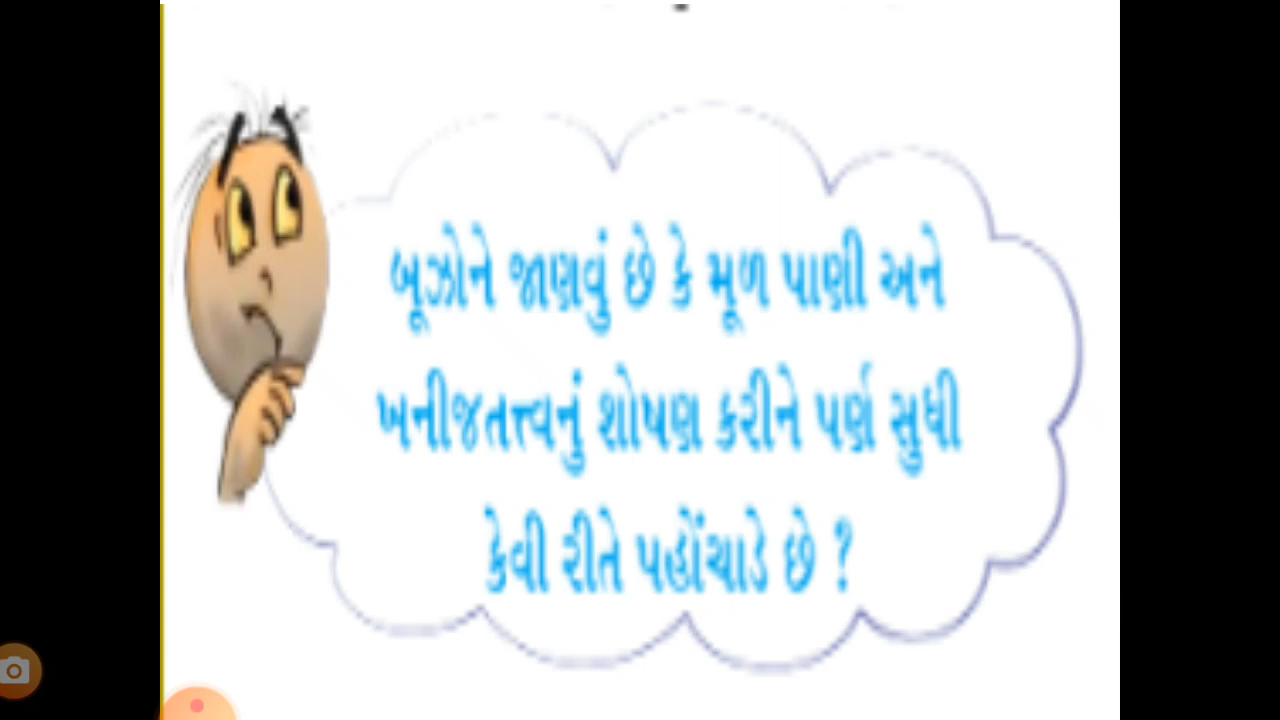 બૂઝોને જાણવું છે કે મૂળ પાણી અને
ખનીજતત્ત્વનું શોષણ કરીને પર્ણ સુધી
કેવી રીતે પહોંચાડે છે ?